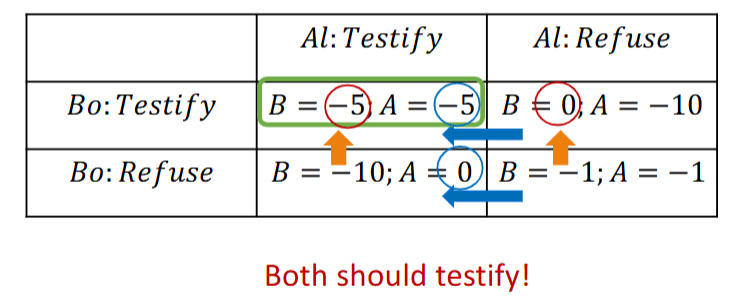 Al: Testify Al: Refuse
Bo: Testify B = −5; A = −5 B = 0; A = −10
Bo: Refuse B = −10; A = 0 B = −1; A = −1
Both should testify!